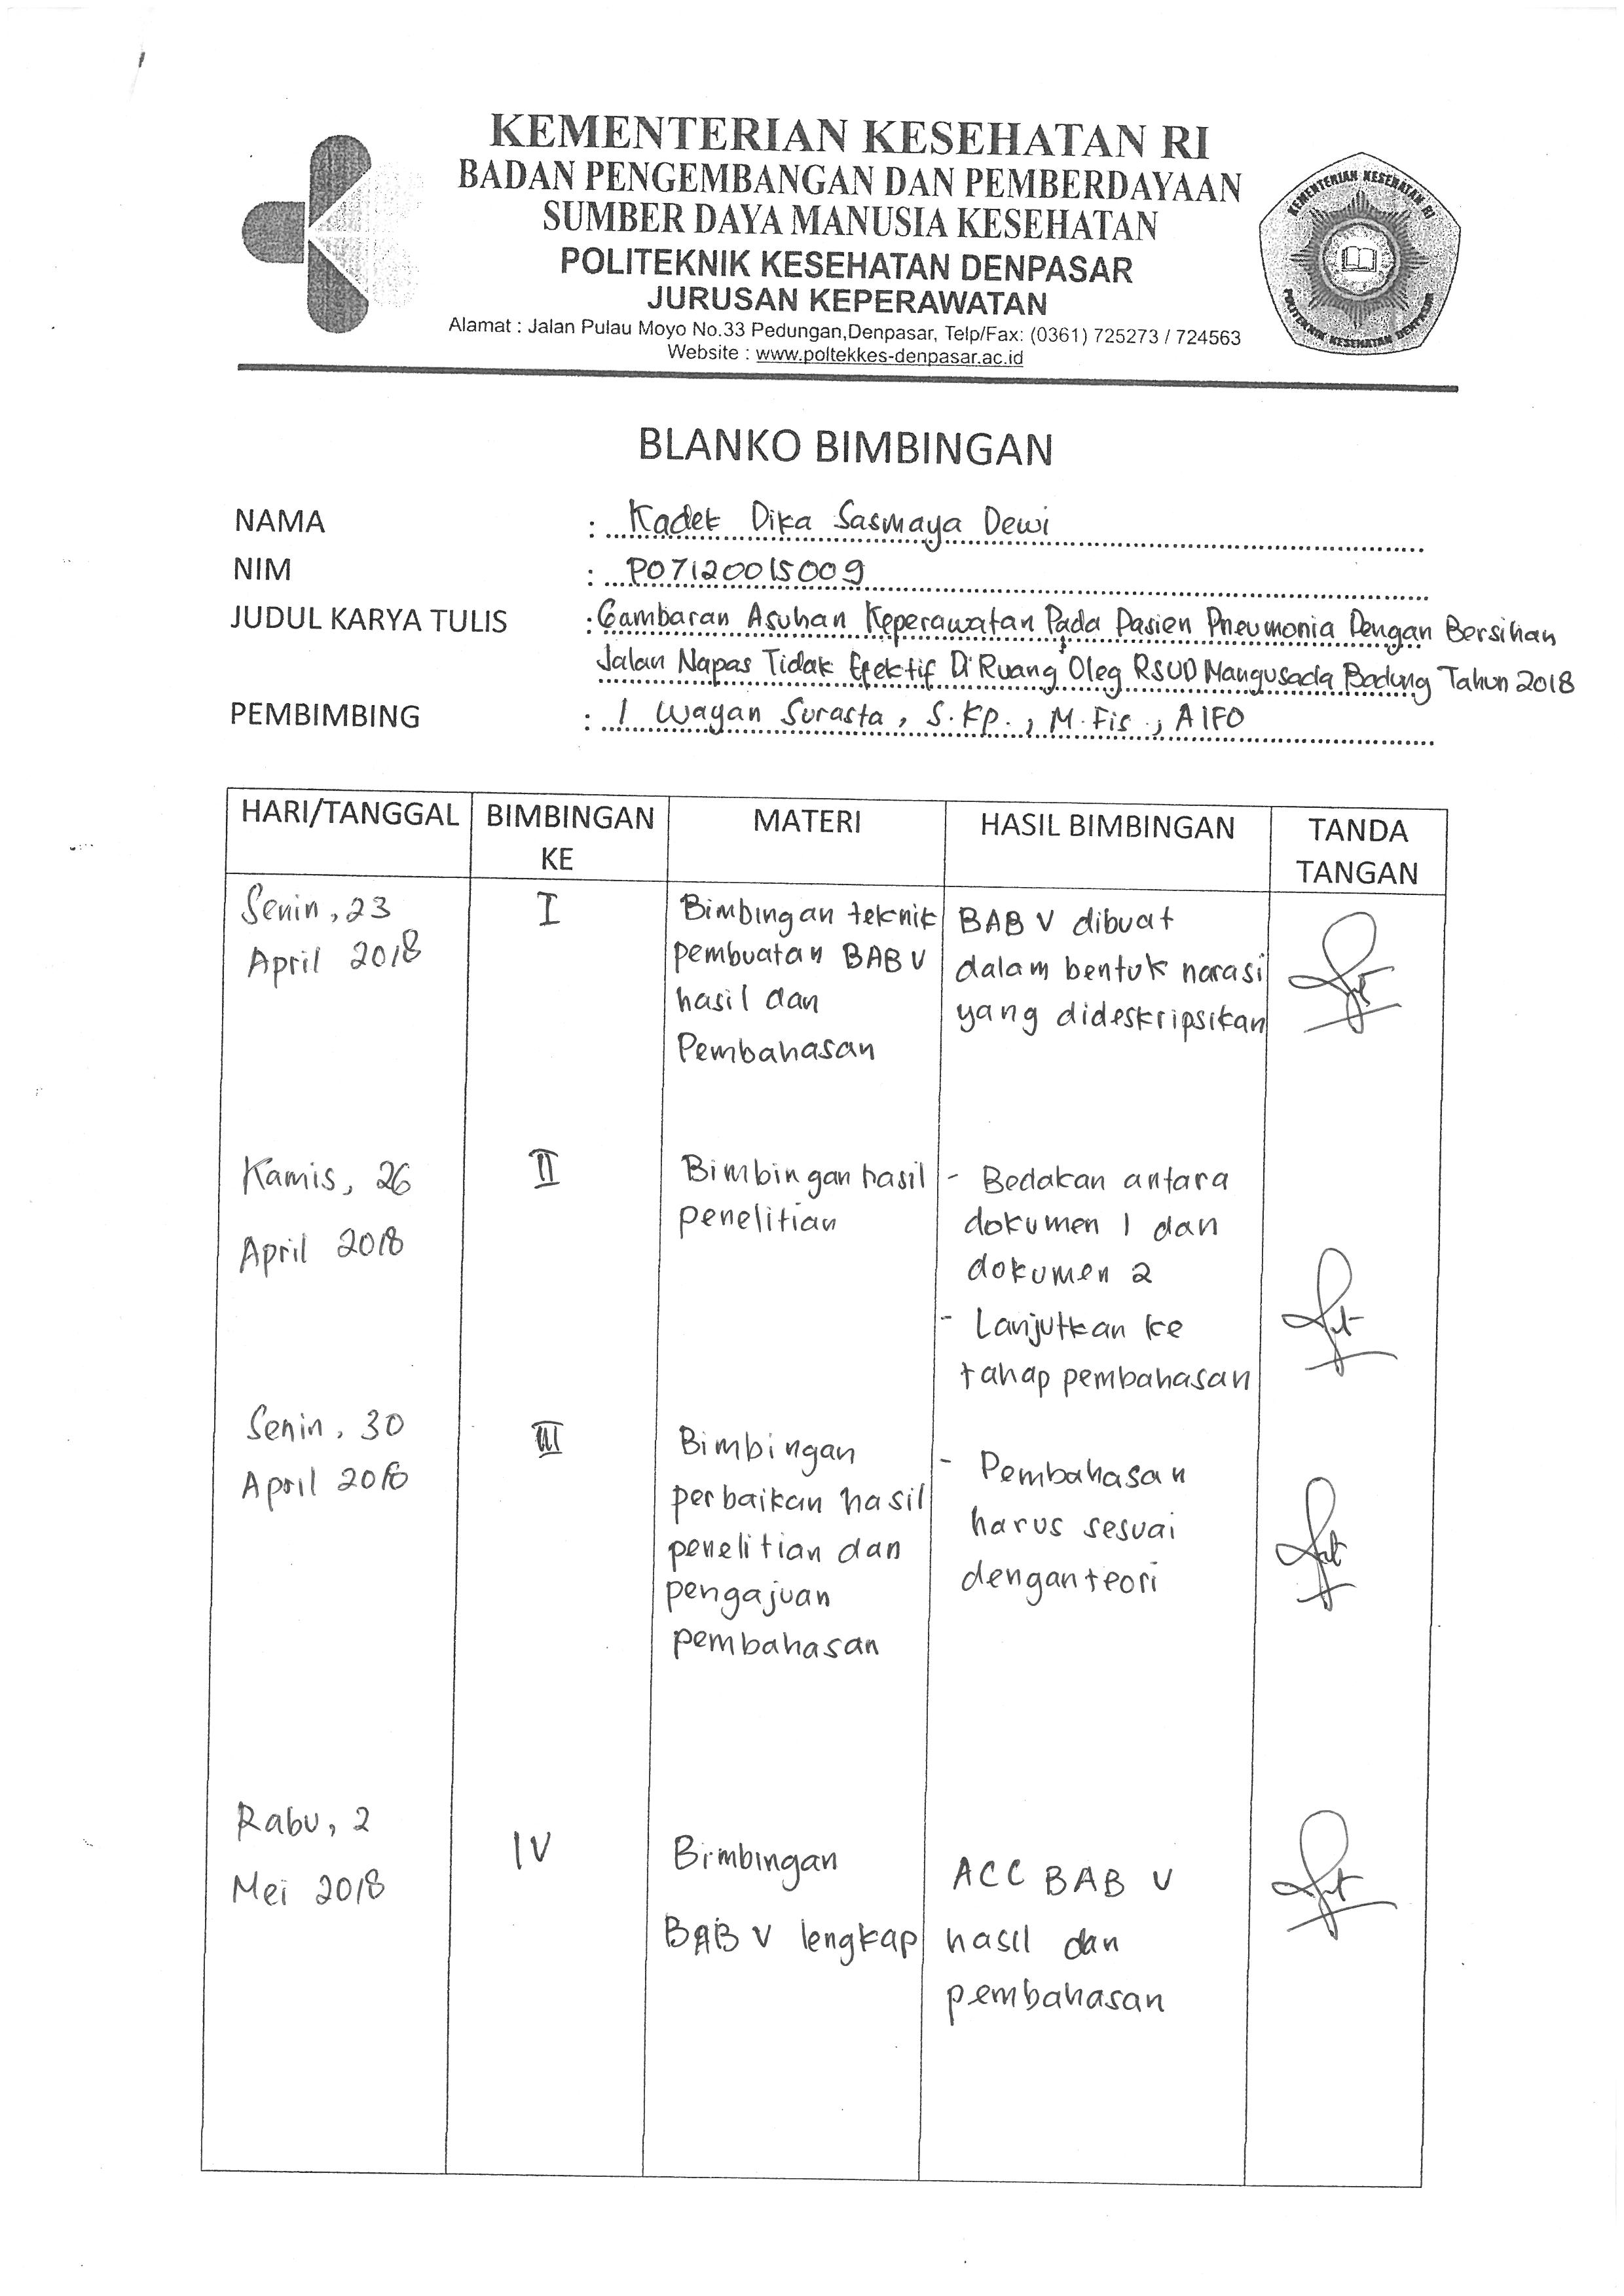 KEMENTERIAN KESEHATAN RI
BADAN PENGEMBANGAN DAN PEMBERDAYAAN
SUMBER DAYA MANUSIA KESEHATAN
POLITEKNIK KESEHATAN DENPASAR
JURUSAN KEPERAWATAN
Alamat : Jalan Pulau Moyo No.33 Pedungan,Denpasar, Telp/Fax: (0361) 725273 / 724563
Website : www.poltekkes-denpasar.ac.id
KEMENTERIAN KESEHATAN RI
POLITEKNIK KESEHATAN DENPASAR
BLANKO BIMBINGAN
NAMA : Kadek Dika Sasmaya Dewi
NIM : P07120015009
JUDUL KARYA TULIS : Gambaran Asuhan Keperawatan Pada Pasien Pneumonia Dengan Bersihan
Jalan Napas Tidak Efektif Di Ruang Oleg RSUD Mangusada Badung Tahun 2018
PEMBIMBING : I Wayan Surasta, S.Kp., M.Fis., AIFO
HARI/TANGGAL BIMBINGAN KE MATERI HASIL BIMBINGAN TANDA TANGAN
Senin, 23
April 2018
I
Bimbingan teknik
pembuatan BAB V
hasil dan
Pembahasan
BAB V dibuat
dalam bentuk narasi
yang dideskripsikan
Kamis, 26
April 2018
II
Bimbingan hasil
penelitian
- Bedakan antara
dokumen 1 dan
dokumen 2
- Lanjutkan ke
tahap pembahasan
Senin, 30
April 2018
III
Bimbingan
perbaikan hasil
penelitian dan
pengajuan
pembahasan
- Pembahasan
harus sesuai
dengan teori
Rabu, 2
Mei 2018
IV
Bimbingan
BAB V lengkap
ACC BAB V
hasil dan
pembahasan